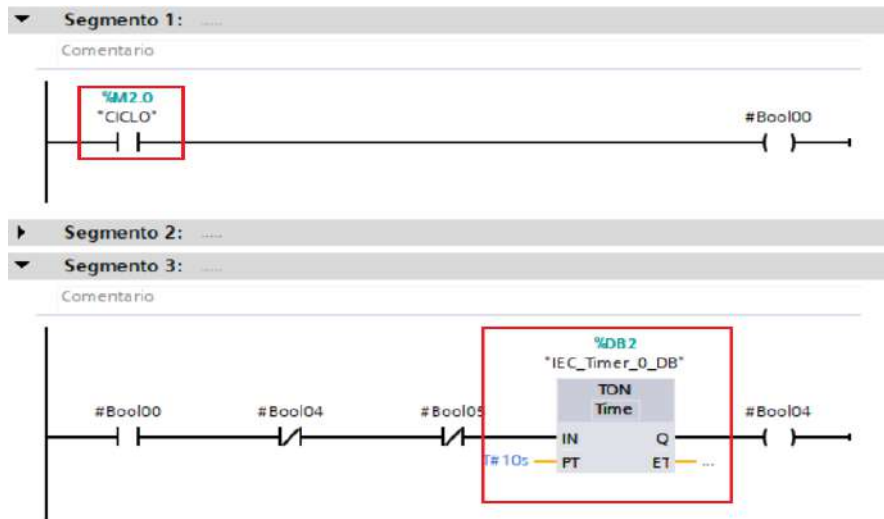 Segmento 1: .....
Comentario
%M2.0
"CICLO"
#Bool00
Segmento 2: .....
Segmento 3: .....
Comentario
%DB2
"IEC_Timer_0_DB"
TON
Time
#Bool00 #Bool04 #Bool05 #Bool04
IN Q
T#10s PT ET ...